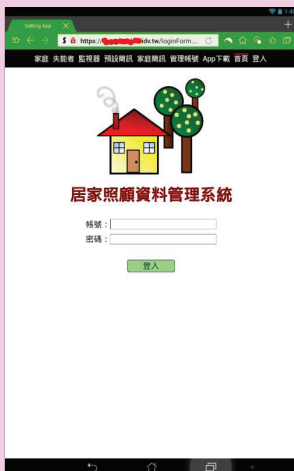 Setting App
https://
idv.tw/loginForm...
家庭 失能者 監視器 預設簡訊 家庭簡訊 管理帳號 App下載 首頁 登入
居家照顧資料管理系統
帳號：
密碼：
登入